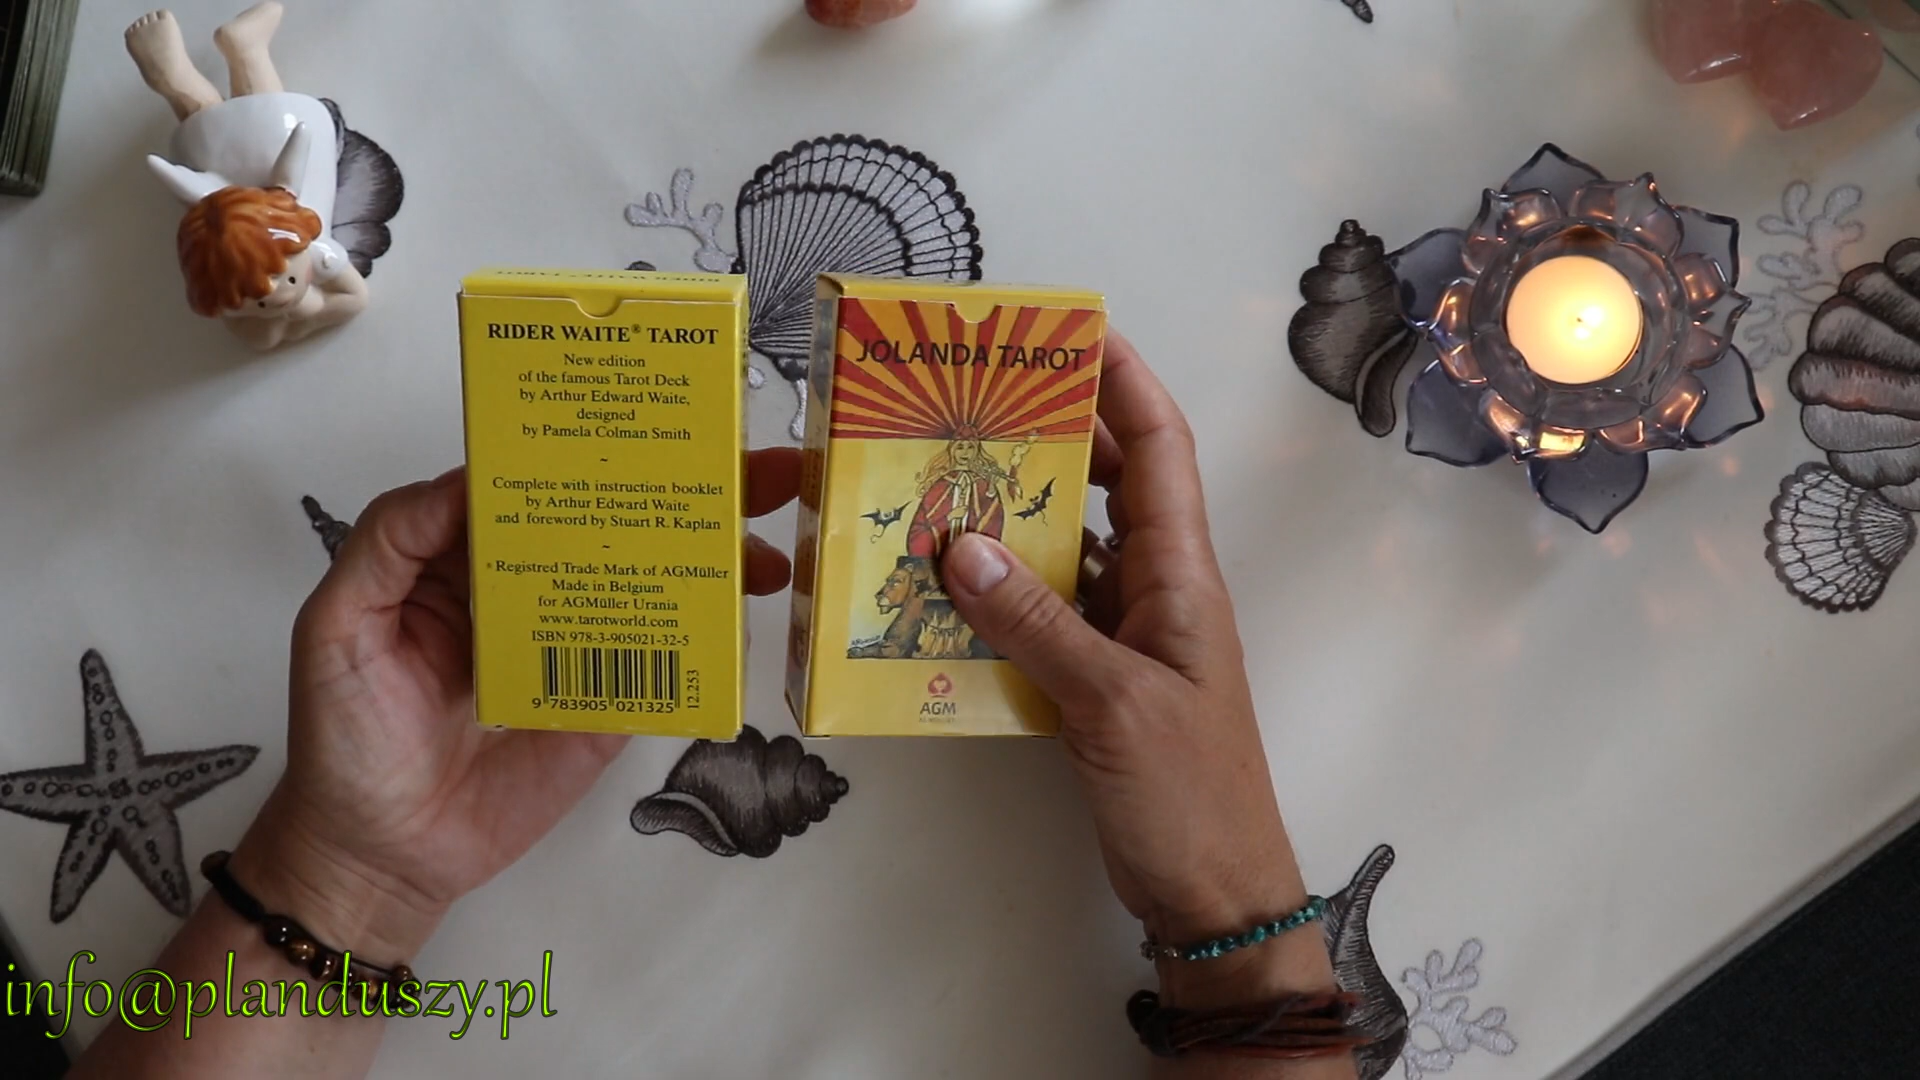 RIDER WAITE TAROT
RIDER WAITE® TAROT
New edition
of the famous Tarot Deck
by Arthur Edward Waite,
designed
by Pamela Colman Smith
~
Complete with instruction booklet
by Arthur Edward Waite
and foreword by Stuart R. Kaplan
~
® Registred Trade Mark of AGMüller
Made in Belgium
for AGMüller Urania
www.tarotworld.com
ISBN 978-3-905021-32-5
9 783905 021325
12.253
JOLANDA TAROT
AGM
info@planduszy.pl